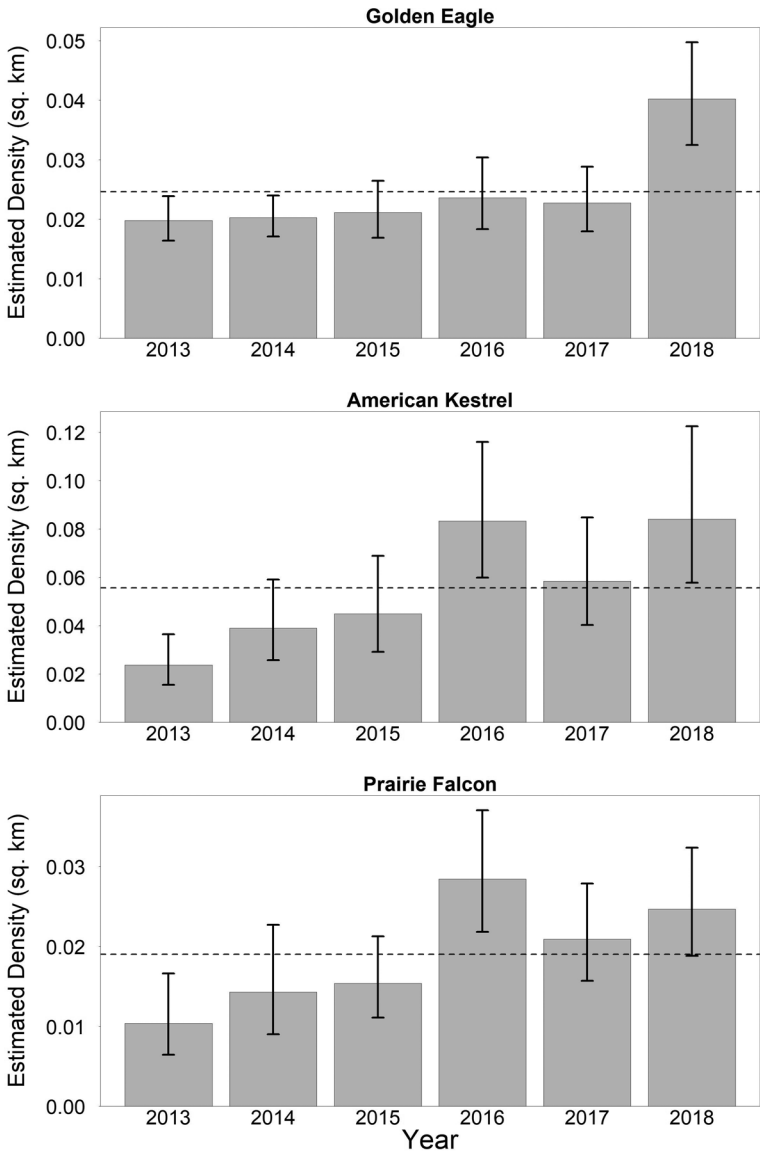 Golden Eagle
Estimated Density (sq. km)
0.05
0.04
0.03
0.02
0.01
0.00
2013 2014 2015 2016 2017 2018
American Kestrel
Estimated Density (sq. km)
0.12
0.10
0.08
0.06
0.04
0.02
0.00
2013 2014 2015 2016 2017 2018
Prairie Falcon
Estimated Density (sq. km)
0.03
0.02
0.01
0.00
2013 2014 2015 2016 2017 2018
Year